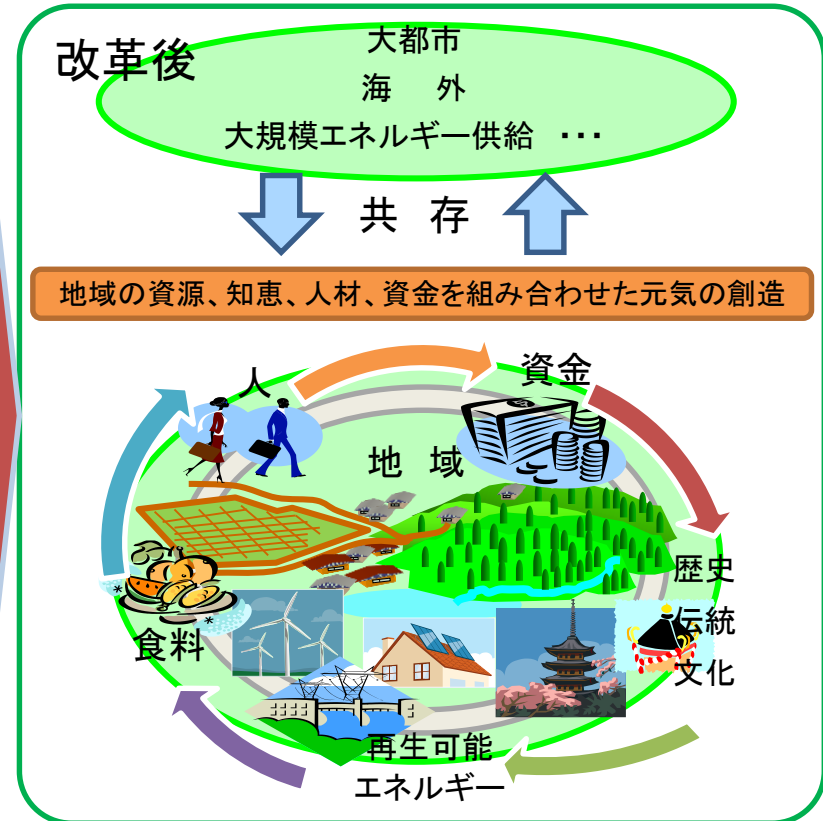 改革後
大都市
海　外
大規模エネルギー供給　・・・
共　存
地域の資源、知恵、人材、資金を組み合わせた元気の創造
人
資金
地　域
歴史
伝統
文化
*
*
食料
再生可能
エネルギー